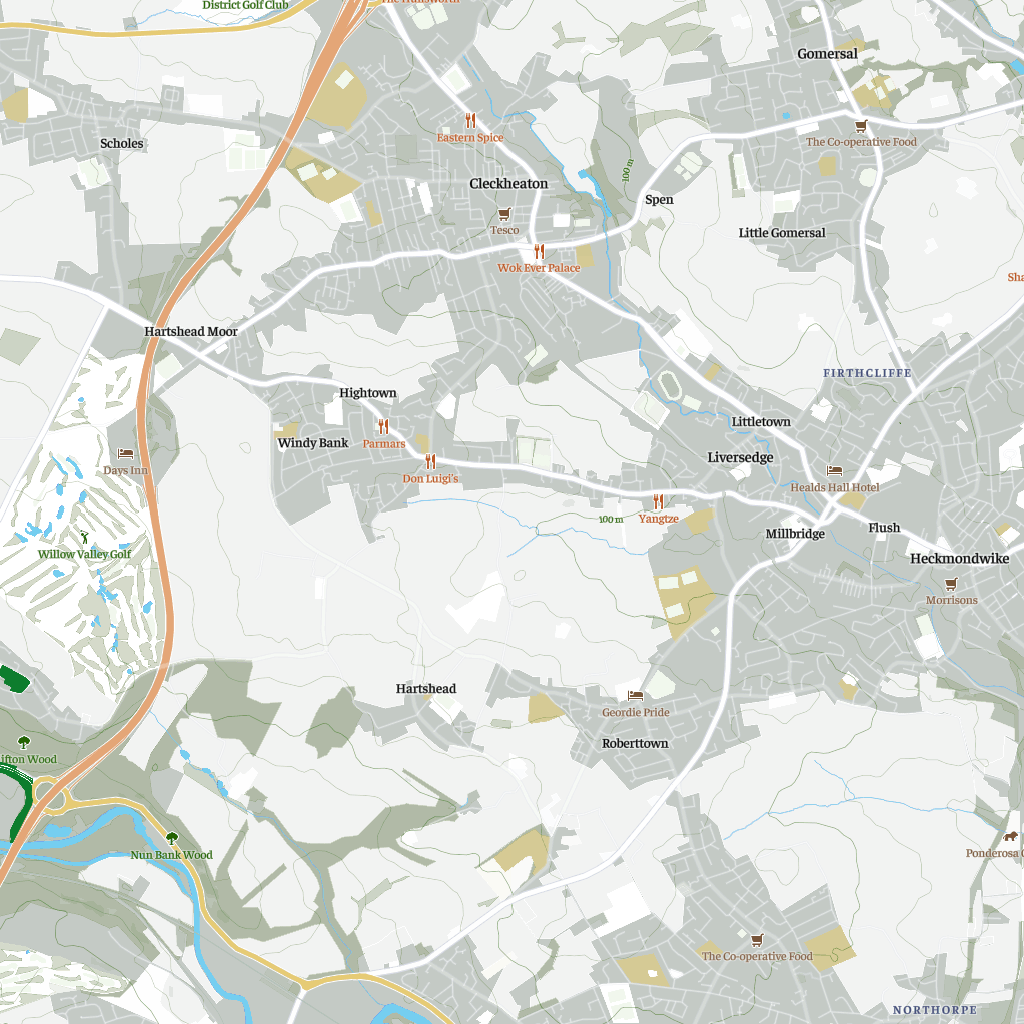 District Golf Club
Gomersal
Scholes
Eastern Spice
The Co-operative Food
100 m
Cleckheaton
Spen
Tesco
Little Gomersal
Wok Ever Palace
Hartshead Moor
FIRTHCLIFFE
Hightown
Littletown
Windy Bank
Parmars
Liversedge
Days Inn
Don Luigi's
Healds Hall Hotel
100 m
Yangtze
Millbridge
Flush
Willow Valley Golf
Heckmondwike
Morrisons
Hartshead
Geordie Pride
Roberttown
ifton Wood
Nun Bank Wood
Ponderosa
The Co-operative Food
NORTHORPE